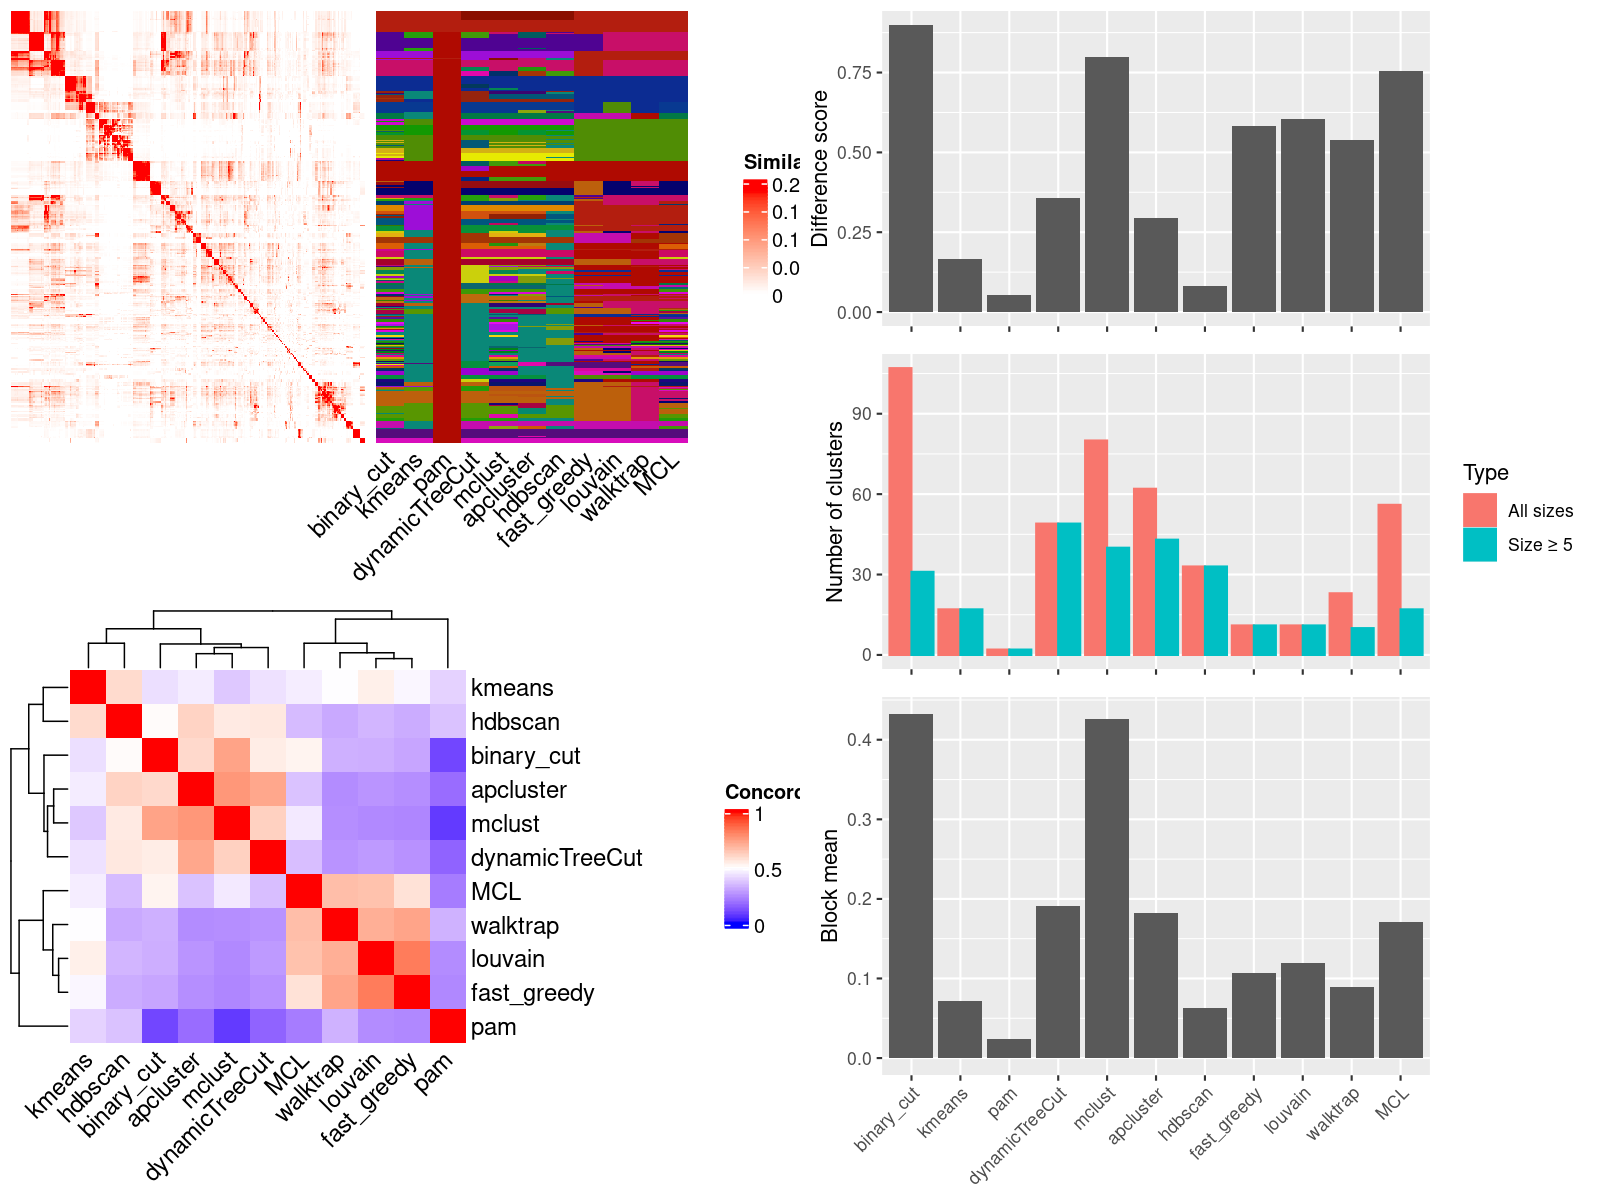 Simila
0.2
0.1
0.1
0.0
0
binary_cut
kmeans
pam
dynamicTreeCut
mclust
apcluster
hdbscan
fast_greedy
louvain
walktrap
MCL
kmeans
hdbscan
binary_cut
apcluster
mclust
dynamicTreeCut
MCL
walktrap
louvain
fast_greedy
pam
kmeans
hdbscan
binary_cut
apcluster
mclust
dynamicTreeCut
MCL
walktrap
louvain
fast_greedy
pam
Concord
1
0.5
0
Difference score
0.75
0.50
0.25
0.00
Number of clusters
90
60
30
0
Type
All sizes
Size ≥ 5
Block mean
0.4
0.3
0.2
0.1
0.0
binary_cut
kmeans
pam
dynamicTreeCut
mclust
apcluster
hdbscan
fast_greedy
louvain
walktrap
MCL